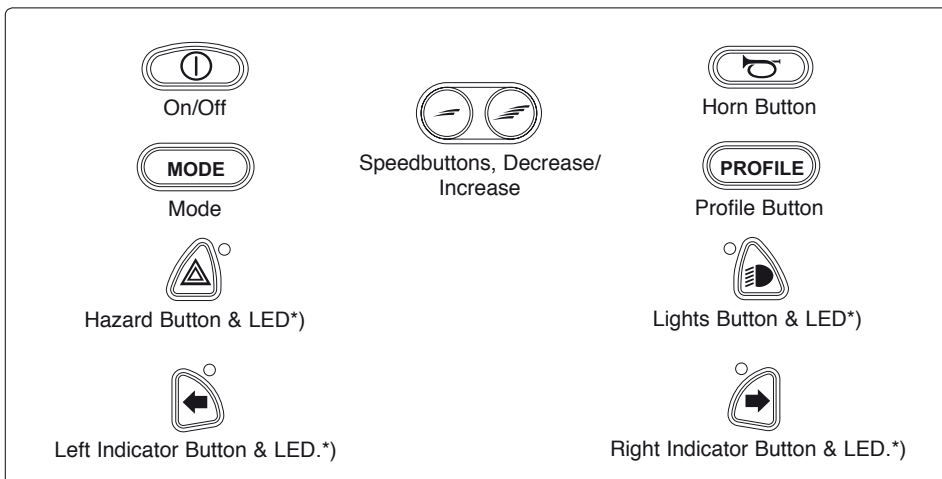 On/Off
Speedbuttons, Decrease/
Increase
Horn Button
MODE
Mode
PROFILE
Profile Button
Hazard Button & LED*)
Lights Button & LED*)
Left Indicator Button & LED.*)
Right Indicator Button & LED.*)